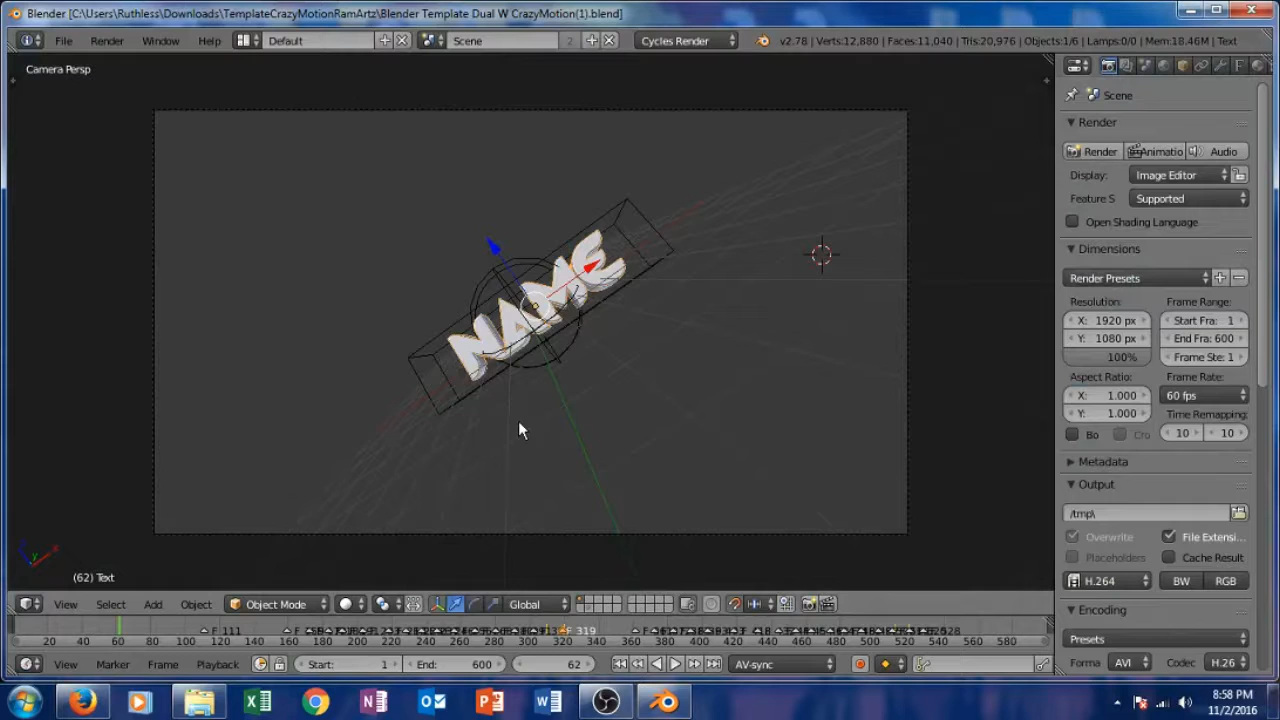 Blender [C:\Users\Ruthless\Downloads\TemplateCrazyMotionRamArtz\Blender Template Dual W CrazyMotion(1).blend]
File Render Window Help Default Scene 2 Cycles Render v2.78 | Verts:12,880 | Faces:11,040 | Tris:20,976 | Objects:1/6 | Lamps:0/0 | Mem:18.46M | Text
Camera Persp
Scene
Render
Render Animatio Audio
Display: Image Editor
Feature S Supported
Open Shading Language
Dimensions
Render Presets
Resolution: Frame Range:
X: 1920 px Start Fra: 1
Y: 1080 px End Fra: 600
100% Frame Ste: 1
Aspect Ratio: Frame Rate:
X: 1.000 60 fps
Y: 1.000 Time Remapping:
Bo Cro 10 10
Metadata
Output
/tmp\
Overwrite File Extensi...
Placeholders Cache Result
H.264 BW RGB
Encoding
Presets
Forma AVI Codec H.26
NAME
(62) Text
View Select Add Object Object Mode Global
F 111 F 319
20 40 60 80 100 120 140 160 180 200 220 240 260 280 300 320 340 360 380 400 420 440 460 480 500 520 540 560 580
View Marker Frame Playback Start: 1 End: 600 62 AV-sync
8:58 PM
11/2/2016